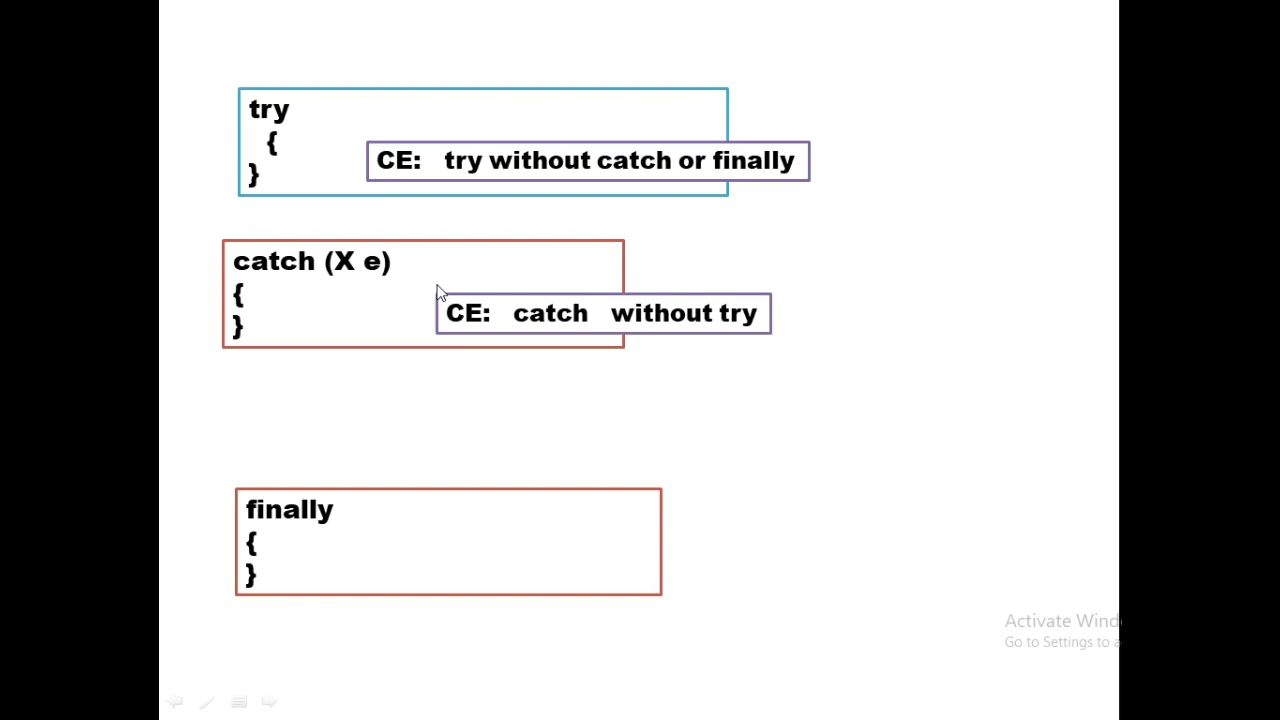 try
{
CE: try without catch or finally
}
catch (X e)
{
CE: catch without try
}
finally
{
}
Activate Wind
Go to Settings to a